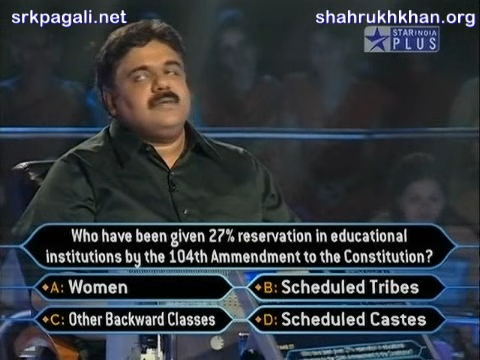 srkpagali.net
shahrukhkhan.org
STAR INDIA
PLUS
Who have been given 27% reservation in educational
institutions by the 104th Ammendment to the Constitution?
A: Women
B: Scheduled Tribes
C: Other Backward Classes
D: Scheduled Castes